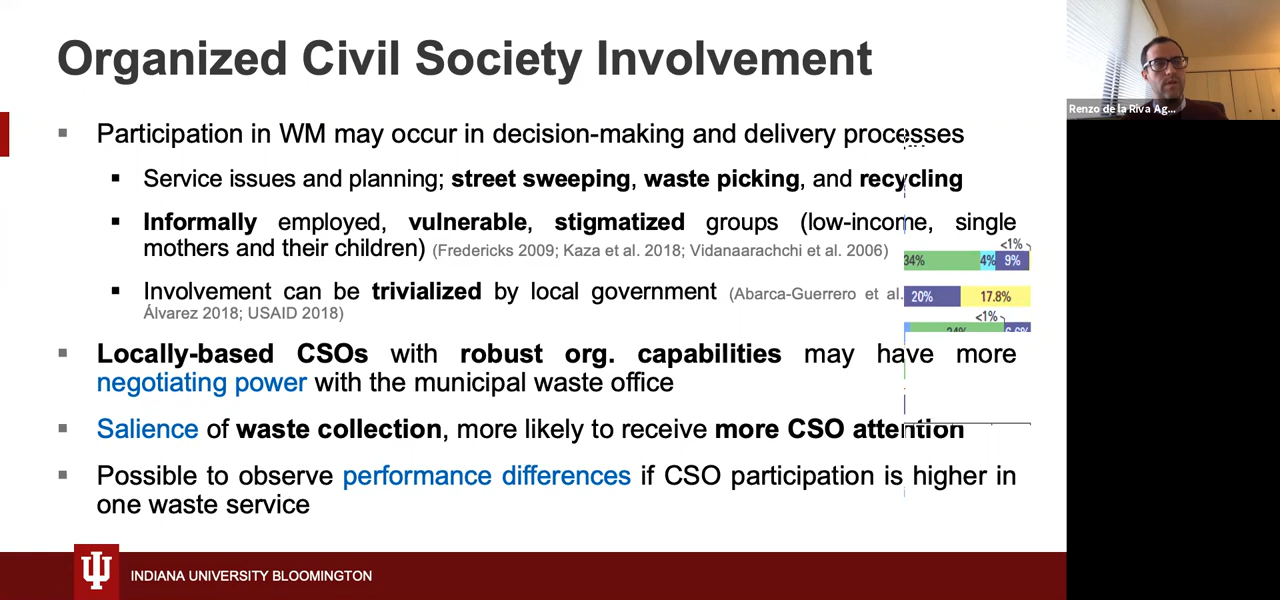 Organized Civil Society Involvement
Participation in WM may occur in decision-making and delivery processes
Service issues and planning; street sweeping, waste picking, and recycling
Informally employed, vulnerable, stigmatized groups (low-income, single
mothers and their children) (Fredericks 2009; Kaza et al. 2018; Vidanaarachchi et al. 2006)
<1%
34% 4% 9%
Involvement can be trivialized by local government (Abarca-Guerrero et al.
20% 17.8%
Álvarez 2018; USAID 2018)
<1%
Locally-based CSOs with robust org. capabilities may have more
negotiating power with the municipal waste office
Salience of waste collection, more likely to receive more CSO attention
Possible to observe performance differences if CSO participation is higher in
one waste service
INDIANA UNIVERSITY BLOOMINGTON
Renzo de la Riva Ag...